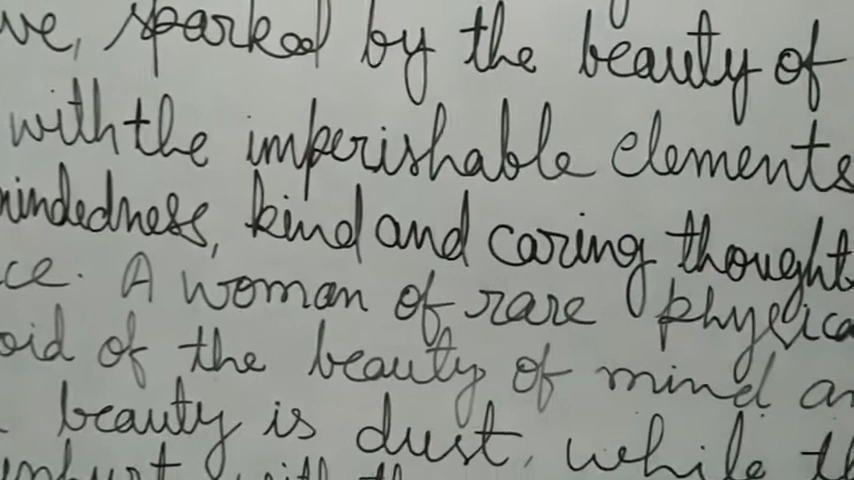 ve, sparked by the beauty of
with the imperishable elements
mindedness, kind and caring thought
ce. A woman of rare physica
oid of the beauty of mind an
beauty is dust, while th